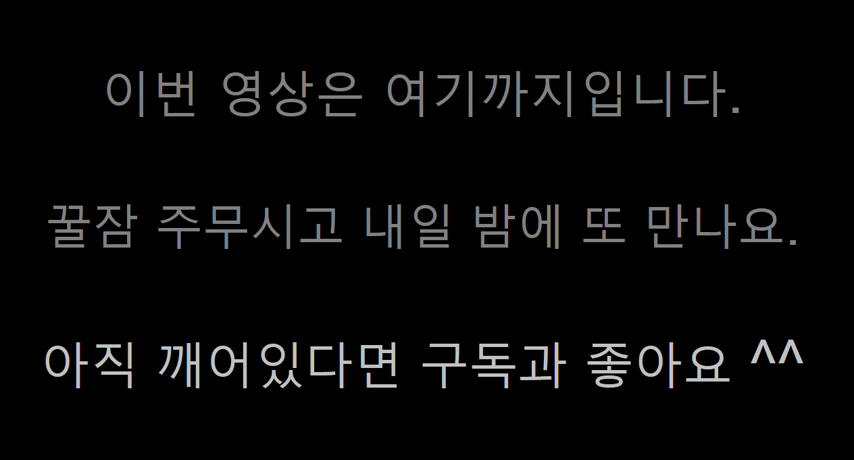 이번 영상은 여기까지입니다.
꿀잠 주무시고 내일 밤에 또 만나요.
아직 깨어있다면 구독과 좋아요 ^^